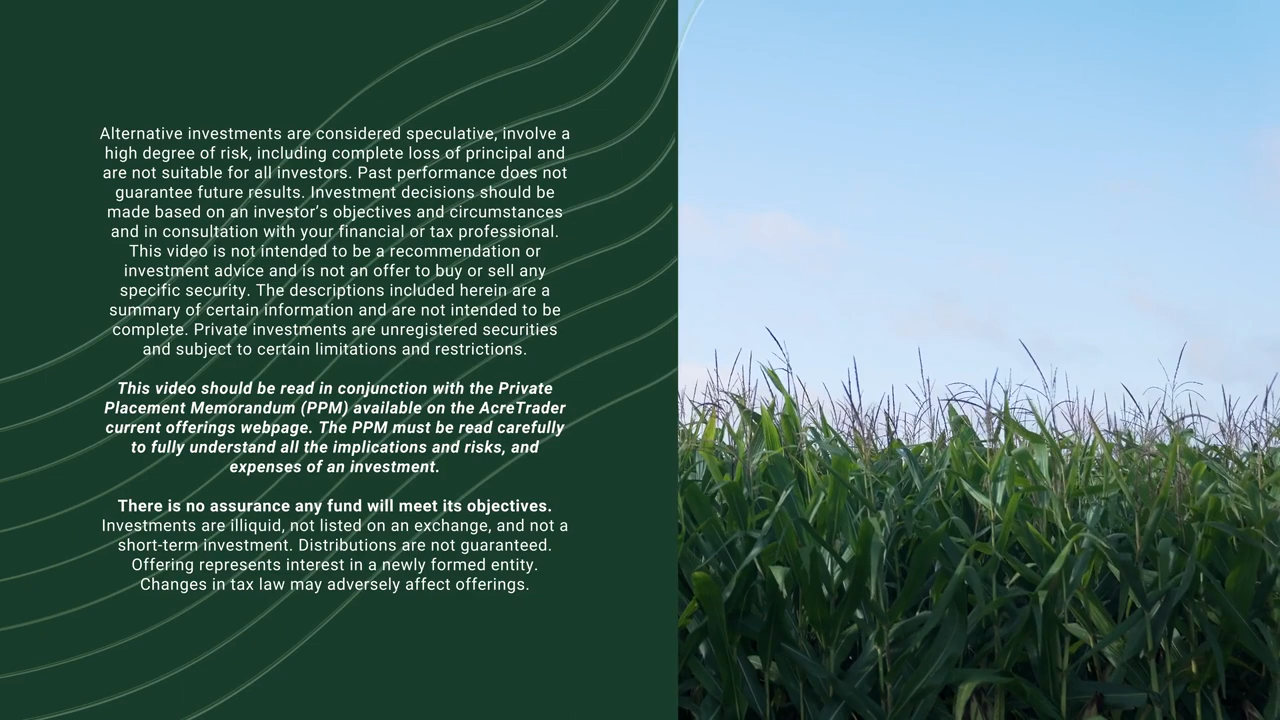 Alternative investments are considered speculative, involve a
high degree of risk, including complete loss of principal and
are not suitable for all investors. Past performance does not
guarantee future results. Investment decisions should be
made based on an investor’s objectives and circumstances
and in consultation with your financial or tax professional.
This video is not intended to be a recommendation or
investment advice and is not an offer to buy or sell any
specific security. The descriptions included herein are a
summary of certain information and are not intended to be
complete. Private investments are unregistered securities
and subject to certain limitations and restrictions.
This video should be read in conjunction with the Private
Placement Memorandum (PPM) available on the AcreTrader
current offerings webpage. The PPM must be read carefully
to fully understand all the implications and risks, and
expenses of an investment.
There is no assurance any fund will meet its objectives.
Investments are illiquid, not listed on an exchange, and not a
short-term investment. Distributions are not guaranteed.
Offering represents interest in a newly formed entity.
Changes in tax law may adversely affect offerings.